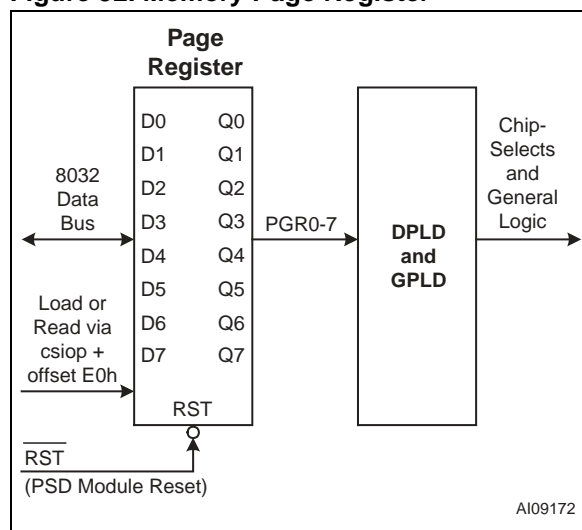 Figure Memory Page Register
Page
Register
D0 Q0
D1 Q1
D2 Q2
D3 Q3
D4 Q4
D5 Q5
D6 Q6
D7 Q7
RST
8032
Data
Bus
Load or
Read via
csiop +
offset E0h
RST
(PSD Module Reset)
PGR0-7
DPLD
and
GPLD
Chip-
Selects
and
General
Logic
AI09172